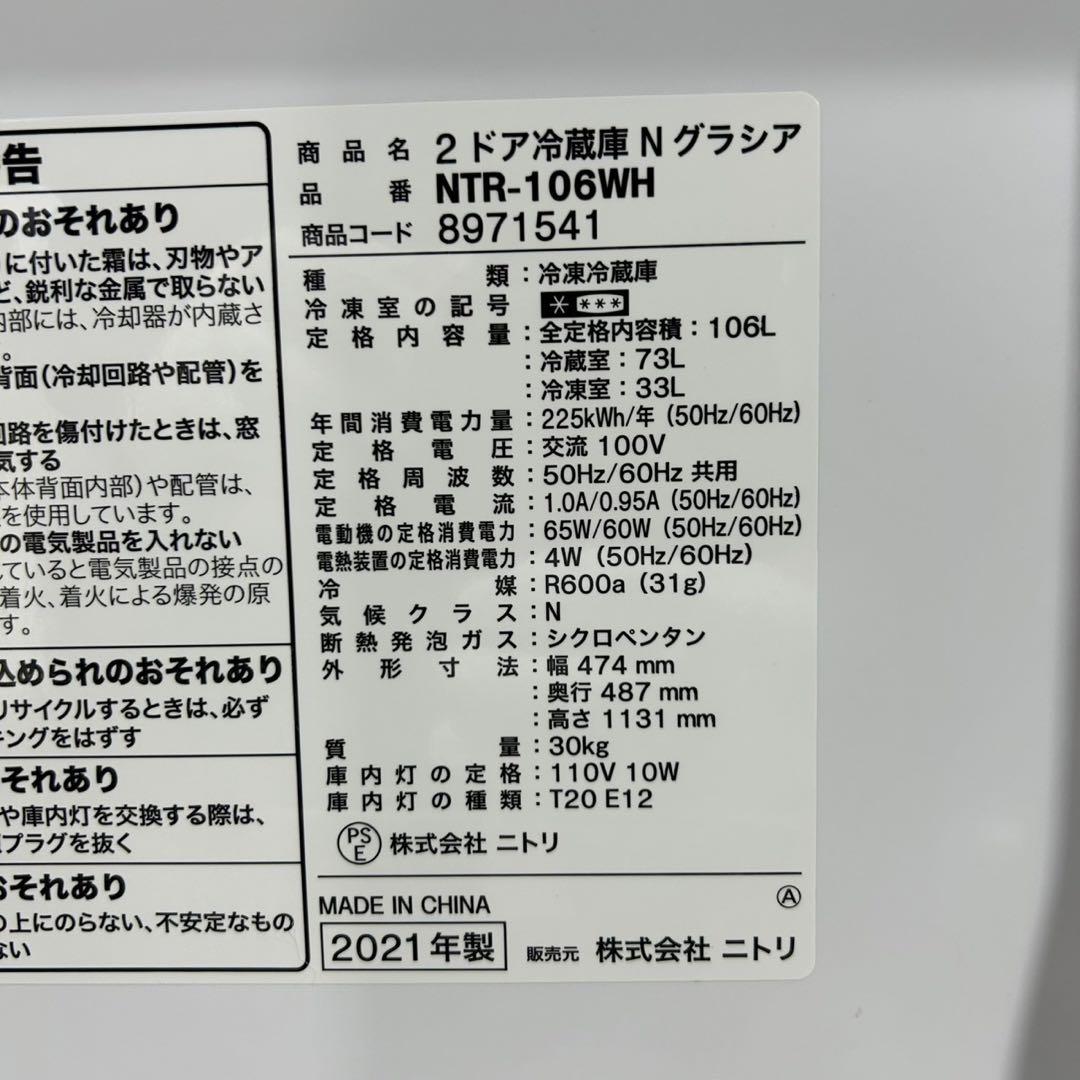 告
のおそれあり
に付いた霜は、刃物やア
ど、鋭利な金属で取らない
内部には、冷却器が内蔵さ
。
背面(冷却回路や配管)を
回路を傷付けたときは、窓
気する
本体背面内部)や配管は、
を使用しています。
の電気製品を入れない
れていると電気製品の接点の
着火、着火による爆発の原
す。
込められのおそれあり
リサイクルするときは、必ず
キングをはずす
それあり
や庫内灯を交換する際は、
プラグを抜く
おそれあり
の上にのらない、不安定なもの
ない
商品名 2ドア冷蔵庫 N グラシア
品番 NTR-106WH
商品コード 8971541
種類:冷凍冷蔵庫
冷凍室の記号 * ***
定格内容量:全定格内容積:106L
:冷蔵室:73L
:冷凍室:33L
年間消費電力量:225kWh/年 (50Hz/60Hz)
定格電圧:交流 100V
定格周波数:50Hz/60Hz 共用
定格電流:1.0A/0.95A (50Hz/60Hz)
電動機の定格消費電力:65W/60W (50Hz/60Hz)
電熱装置の定格消費電力:4W (50Hz/60Hz)
冷媒:R600a (31g)
気候クラス:N
断熱発泡ガス:シクロペンタン
外形寸法:幅 474 mm
:奥行 487 mm
:高さ 1131 mm
質量:30kg
庫内灯の定格:110V 10W
庫内灯の種類:T20 E12
PSE 株式会社 ニトリ
MADE IN CHINA Ⓐ
2021年製 販売元 株式会社 ニトリ